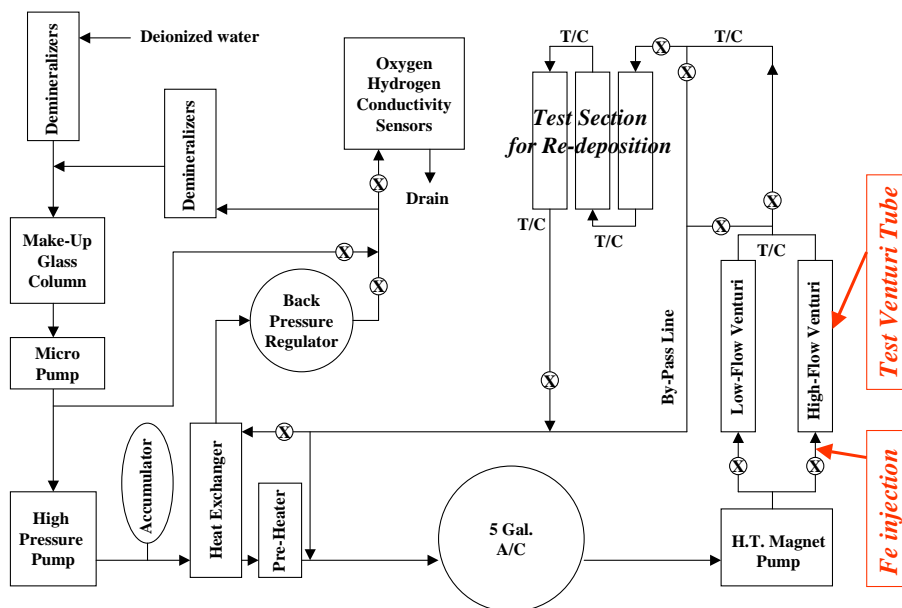 Demineralizers
Deionized water
Demineralizers
Oxygen
Hydrogen
Conductivity
Sensors
Drain
X
T/C
X
T/C
X
Test Section
for Re-deposition
T/C
T/C
X
X
T/C
Make-Up
Glass
Column
X
X
Back
Pressure
Regulator
Micro
Pump
By-Pass Line
Low-Flow Venturi
High-Flow Venturi
Test Venturi Tube
X
X
X
X
Fe injection
Accumulator
Heat Exchanger
High
Pressure
Pump
Pre-Heater
5 Gal.
A/C
H.T. Magnet
Pump